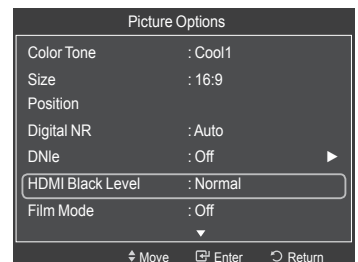 Picture Options
Color Tone : Cool1
Size : 16:9
Position
Digital NR : Auto
DNIe : Off ►
HDMI Black Level : Normal
Film Mode : Off
▼
Move Enter Return